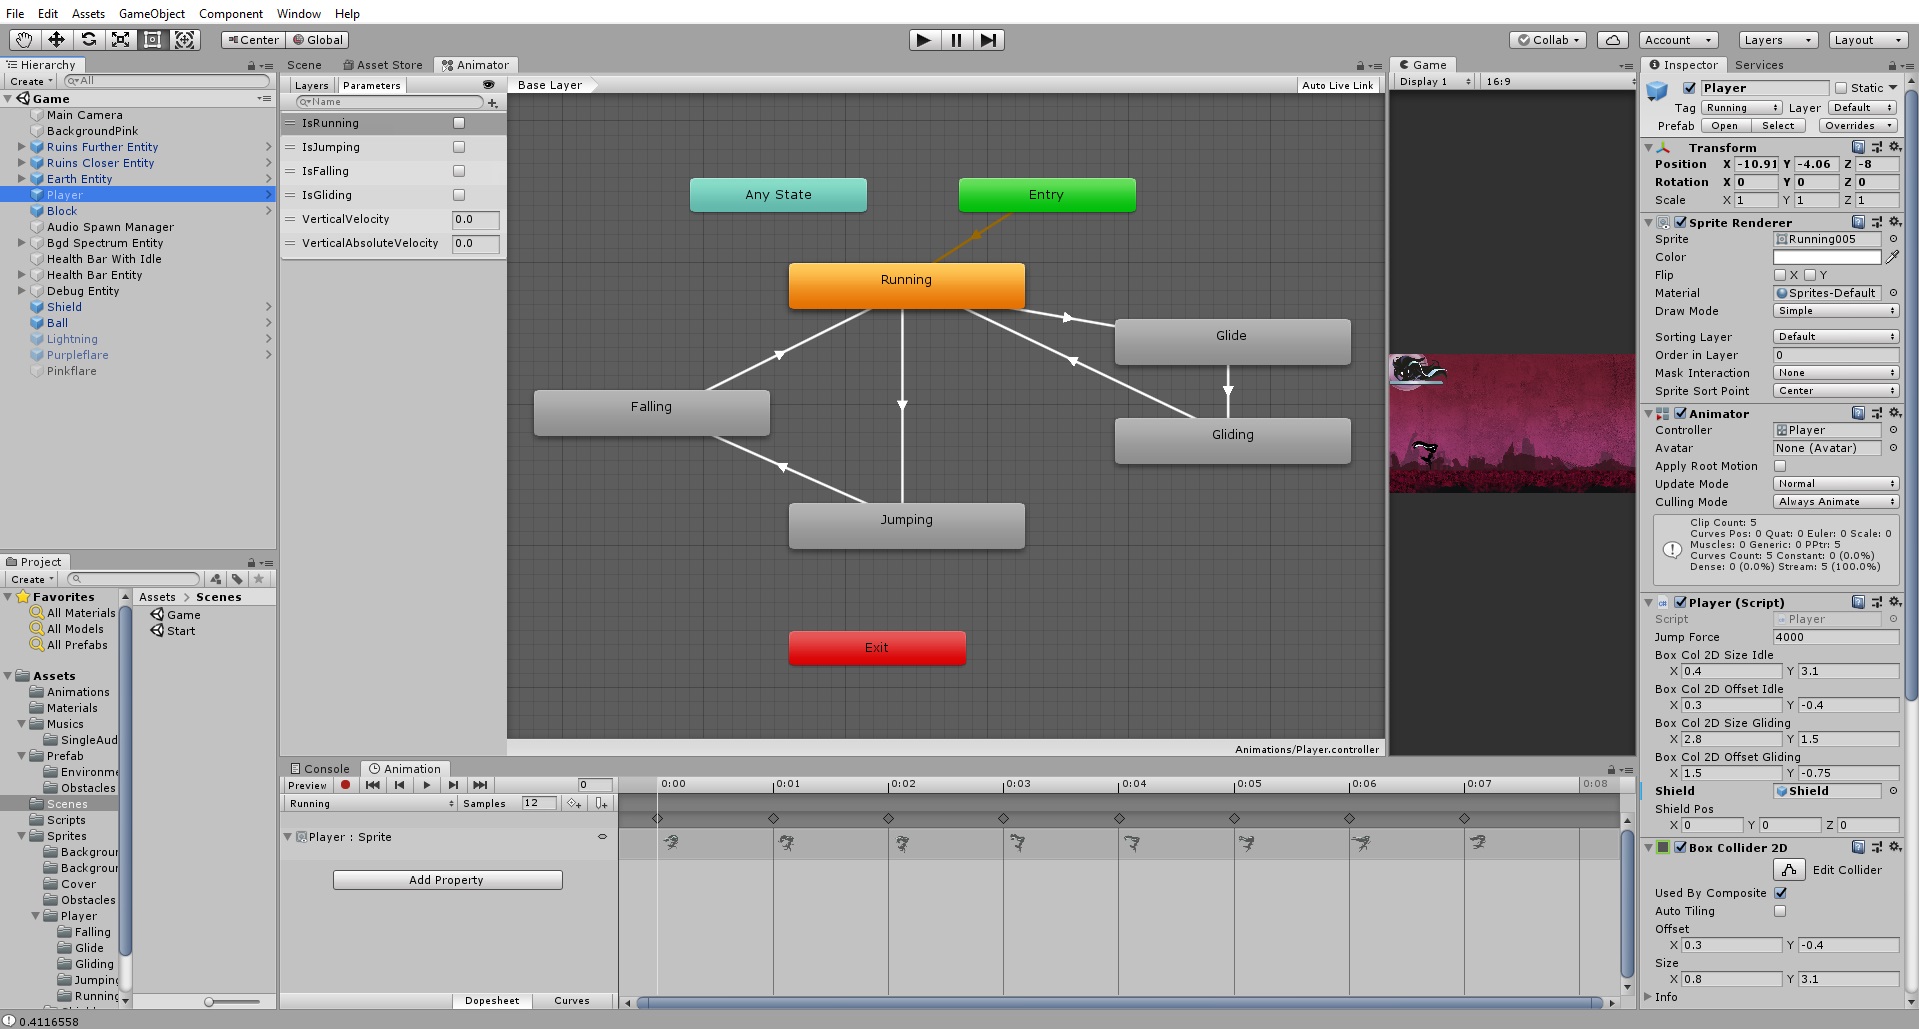 File Edit Assets GameObject Component Window Help
Center Global Collab Account Layers Layout
Hierarchy
Create All
Game
Main Camera
BackgroundPink
Ruins Further Entity
Ruins Closer Entity
Earth Entity
Player
Block
Audio Spawn Manager
Bgd Spectrum Entity
Health Bar With Idle
Health Bar Entity
Debug Entity
Shield
Ball
Lightning
Purpleflare
Pinkflare
Project
Create
Favorites
All Materials
All Models
All Prefabs
Assets
Animations
Materials
Musics
SingleAud
Prefab
Environme
Obstacles
Scenes
Scripts
Sprites
Backgroun
Backgroun
Cover
Obstacles
Player
Falling
Glide
Gliding
Jumping
Running
Assets > Scenes
Game
Start
0.4116558
Scene Asset Store Animator
Layers Parameters
Name
IsRunning
IsJumping
IsFalling
IsGliding
VerticalVelocity 0.0
VerticalAbsoluteVelocity 0.0
Base Layer Auto Live Link
Any State Entry
Running
Glide
Falling
Gliding
Jumping
Exit
Animations/Player.controller
Console Animation
Preview 0
Running Samples 12
0:00 0:01 0:02 0:03 0:04 0:05 0:06 0:07 0:08
Player : Sprite
Add Property
Dopesheet Curves
Game
Display 1 16:9
Inspector Services
Player Static
Tag Running Layer Default
Prefab Open Select Overrides
Transform
Position X -10.91 Y -4.06 Z -8
Rotation X 0 Y 0 Z 0
Scale X 1 Y 1 Z 1
Sprite Renderer
Sprite Running005
Color
Flip X Y
Material Sprites-Default
Draw Mode Simple
Sorting Layer Default
Order in Layer 0
Mask Interaction None
Sprite Sort Point Center
Animator
Controller Player
Avatar None (Avatar)
Apply Root Motion
Update Mode Normal
Culling Mode Always Animate
Clip Count: 5
Curves Pos: 0 Quat: 0 Euler: 0 Scale: 0
Muscles: 0 Generic: 0 PPtr: 5
Curves Count: 5 Constant: 0 (0.0%)
Dense: 0 (0.0%) Stream: 5 (100.0%)
Player (Script)
Script Player
Jump Force 4000
Box Col 2D Size Idle
X 0.4 Y 3.1
Box Col 2D Offset Idle
X 0.3 Y -0.4
Box Col 2D Size Gliding
X 2.8 Y 1.5
Box Col 2D Offset Gliding
X 1.5 Y -0.75
Shield Shield
Shield Pos
X 0 Y 0 Z 0
Box Collider 2D
Edit Collider
Used By Composite
Auto Tiling
Offset
X 0.3 Y -0.4
Size
X 0.8 Y 3.1
Info